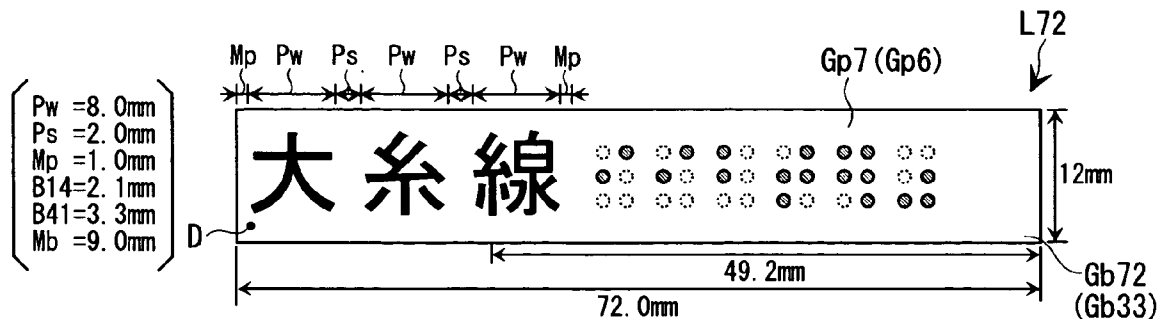 L72
Mp Pw Ps Pw Ps Pw Mp
Gp7(Gp6)
Pw =8.0mm
Ps =2.0mm
Mp =1.0mm
B14=2.1mm
B41=3.3mm
Mb =9.0mm
大糸線
12mm
D
49.2mm
72.0mm
Gb72
(Gb33)